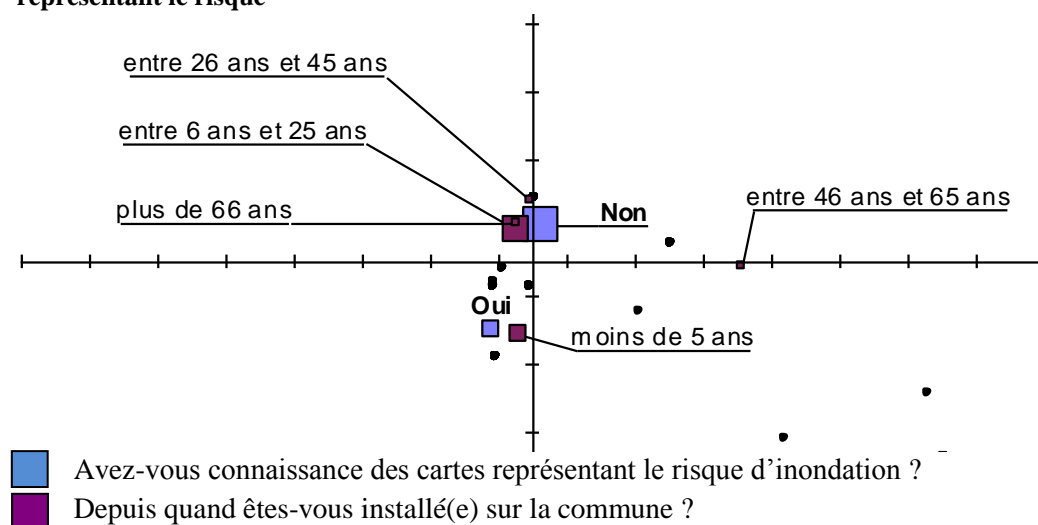 représentant le risque
entre 26 ans et 45 ans
entre 6 ans et 25 ans
plus de 66 ans
Non
entre 46 ans et 65 ans
Oui
moins de 5 ans
Avez-vous connaissance des cartes représentant le risque d'inondation ?
Depuis quand êtes-vous installé(e) sur la commune ?